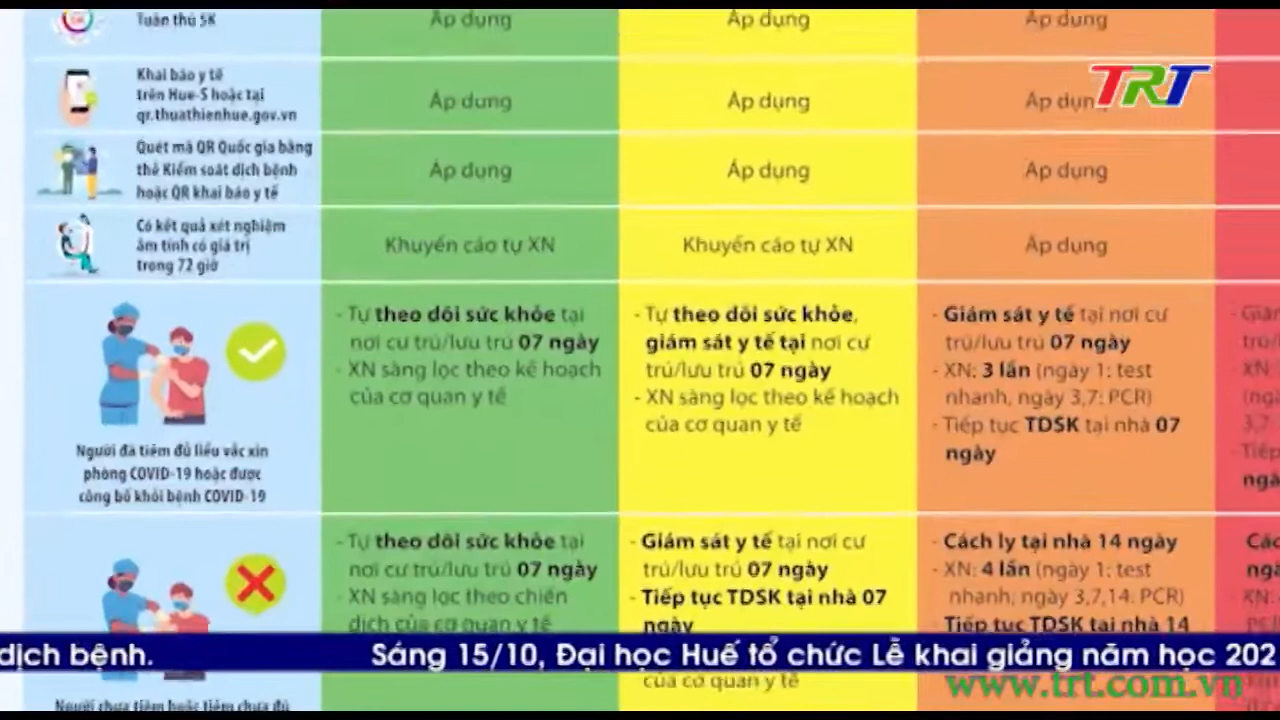 Tuân thủ 5K
Áp dụng
Áp dụng
Áp dụng
TRT
Khai báo y tế
trên Hue-S hoặc tại
qr.thuathienhue.gov.vn
Áp dụng
Áp dụng
Áp dụng
Quét mã QR Quốc gia bằng
thẻ Kiểm soát dịch bệnh
hoặc QR khai báo y tế
Áp dụng
Áp dụng
Áp dụng
Có kết quả xét nghiệm
âm tính có giá trị
trong 72 giờ
Khuyến cáo tự XN
Khuyến cáo tự XN
Áp dụng
Người đã tiêm đủ liều vắc xin
phòng COVID-19 hoặc được
công bố khỏi bệnh COVID-19
- Tự theo dõi sức khỏe tại
nơi cư trú/lưu trú 07 ngày
- XN sàng lọc theo kế hoạch
của cơ quan y tế
- Tự theo dõi sức khỏe,
giám sát y tế tại nơi cư
trú/lưu trú 07 ngày
- XN sàng lọc theo kế hoạch
của cơ quan y tế
- Giám sát y tế tại nơi cư
trú/lưu trú 07 ngày
- XN: 3 lần (ngày 1: test
nhanh, ngày 3,7: PCR)
- Tiếp tục TDSK tại nhà 07
ngày
Người chưa tiêm hoặc tiêm chưa đủ
- Tự theo dõi sức khỏe tại
nơi cư trú/lưu trú 07 ngày
- XN sàng lọc theo chiến
dịch của cơ quan y tế
- Giám sát y tế tại nơi cư
trú/lưu trú 07 ngày
- Tiếp tục TDSK tại nhà 07
ngày
của cơ quan y tế
- Cách ly tại nhà 14 ngày
- XN: 4 lần (ngày 1: test
nhanh, ngày 3,7,14: PCR)
- Tiếp tục TDSK tại nhà 14
dịch bệnh. Sáng 15/10, Đại học Huế tổ chức Lễ khai giảng năm học 202
www.trt.com.vn